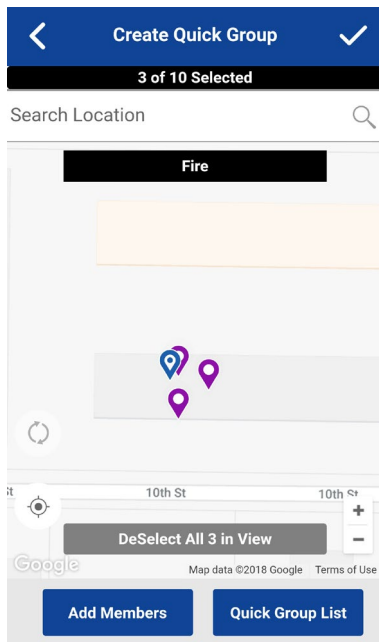 Create Quick Group
3 of 10 Selected
Search Location
Fire
st 10th St 10th St
+
DeSelect All 3 in View
−
Google Map data ©2018 Google Terms of Use
Add Members Quick Group List